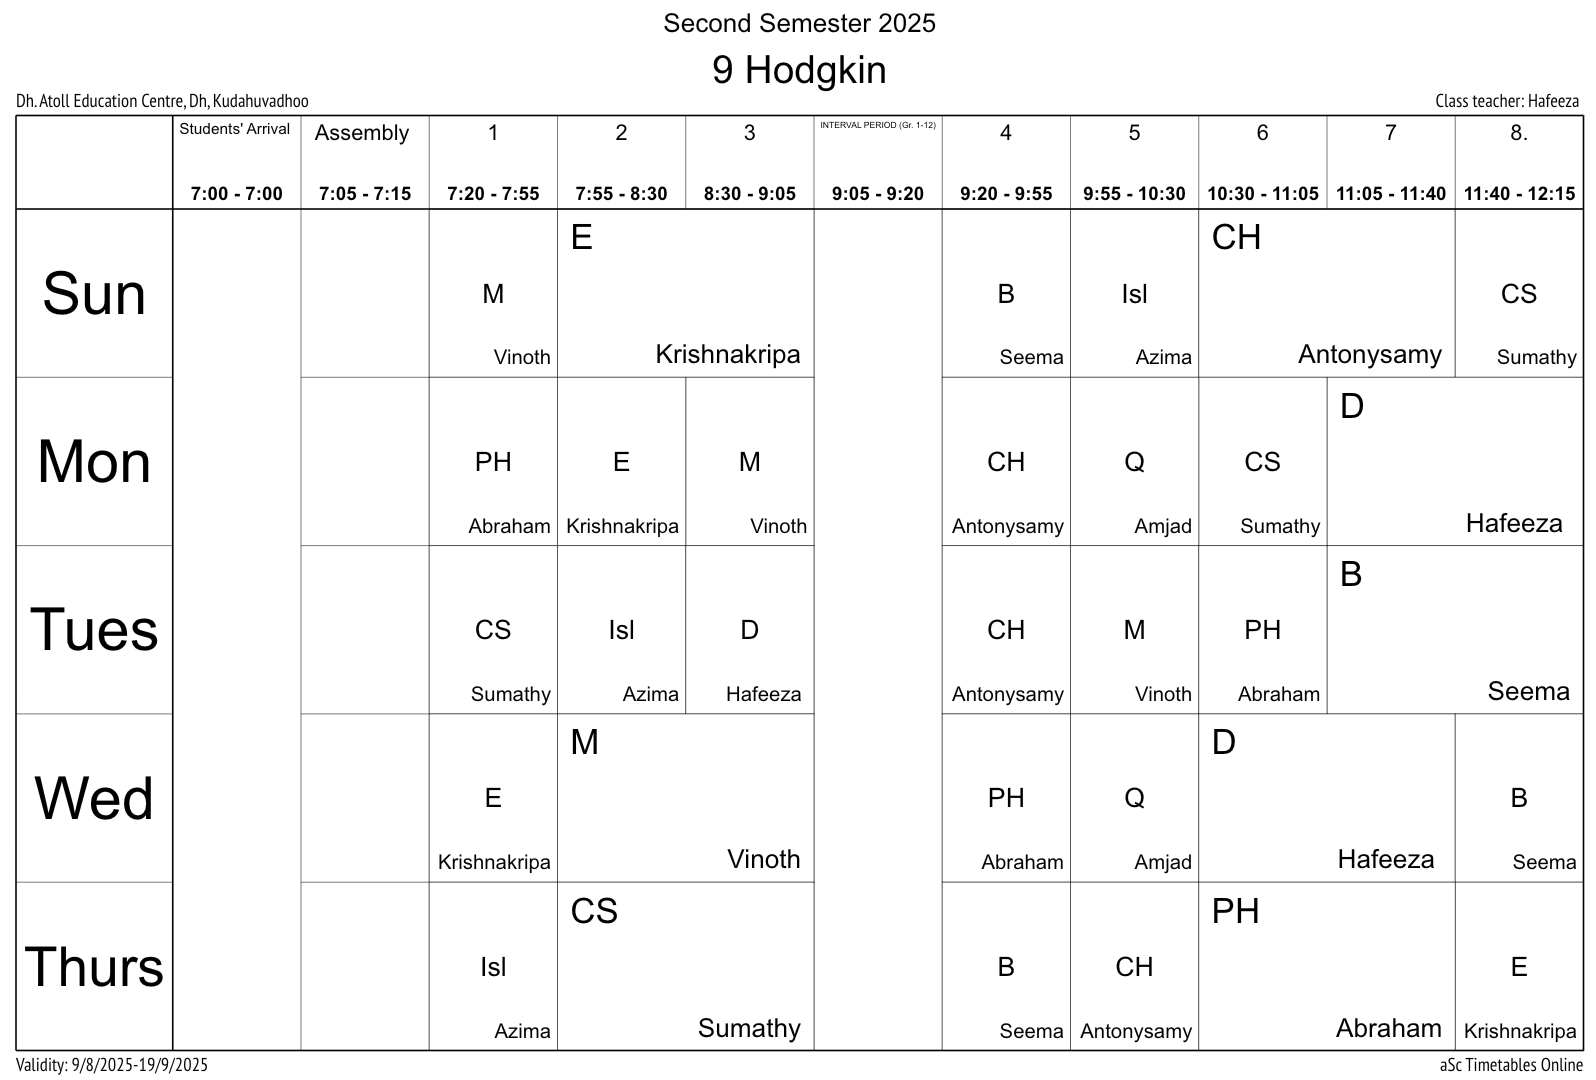 Second Semester 2025
9 Hodgkin
Dh. Atoll Education Centre, Dh, Kudahuvadhoo
Class teacher: Hafeeza
Students' Arrival Assembly 1 2 3 INTERVAL PERIOD (Gr. 1-12) 4 5 6 7 8.
7:00 - 7:00 7:05 - 7:15 7:20 - 7:55 7:55 - 8:30 8:30 - 9:05 9:05 - 9:20 9:20 - 9:55 9:55 - 10:30 10:30 - 11:05 11:05 - 11:40 11:40 - 12:15
E CH
Sun M B Isl CS
Vinoth Krishnakripa Seema Azima Antonysamy Sumathy
D
Mon PH E M CH Q CS
Abraham Krishnakripa Vinoth Antonysamy Amjad Sumathy Hafeeza
B
Tues CS Isl D CH M PH
Sumathy Azima Hafeeza Antonysamy Vinoth Abraham Seema
M D
Wed E PH Q B
Krishnakripa Vinoth Abraham Amjad Hafeeza Seema
CS PH
Thurs Isl B CH E
Azima Sumathy Seema Antonysamy Abraham Krishnakripa
Validity: 9/8/2025-19/9/2025
aSc Timetables Online